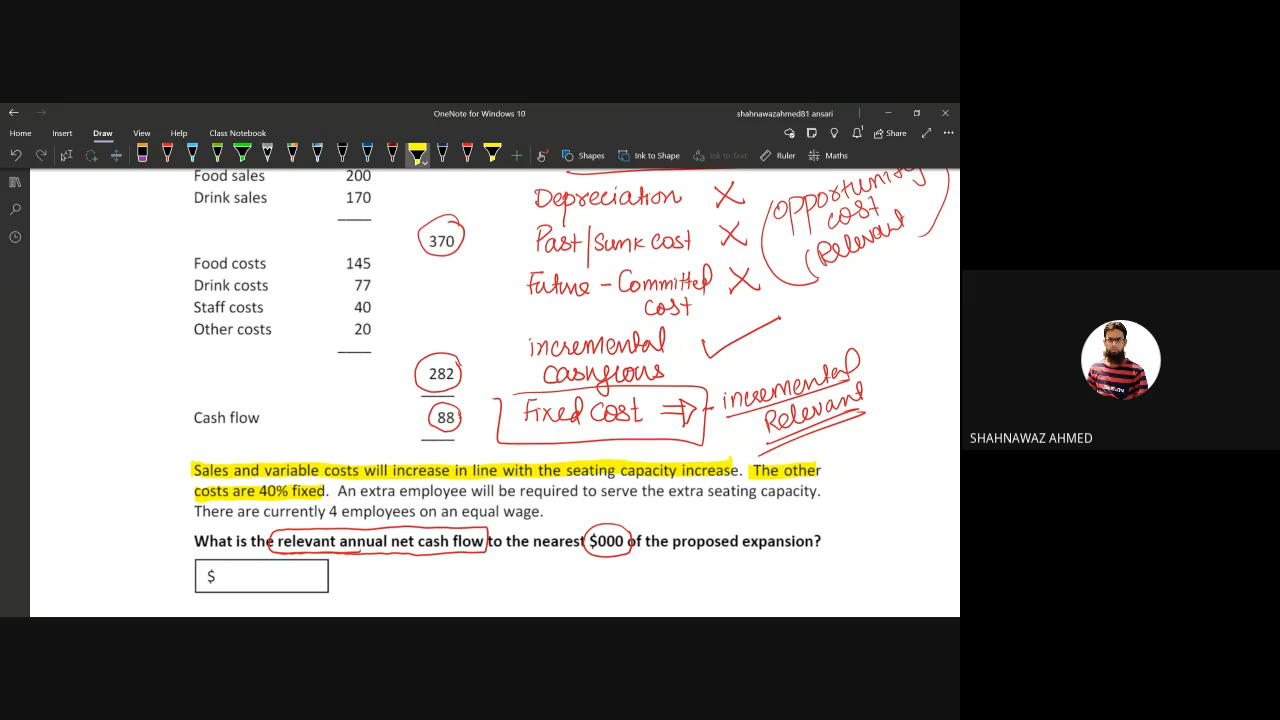 OneNote for Windows 10
shahnawazahmed81 ansari
Home Insert Draw View Help Class Notebook
Share
Shapes Ink to Shape Ink to Text Ruler Maths
Food sales 200
Drink sales 170
370
Food costs 145
Drink costs 77
Staff costs 40
Other costs 20
282
Cash flow 88
Depreciation X
Past/Sunk cost X
Future - Committed X
cost
incremental
cashflows
Fixed cost ⇒
opportunity
cost
(Relevant
incremental
Relevant
Sales and variable costs will increase in line with the seating capacity increase. The other
costs are 40% fixed. An extra employee will be required to serve the extra seating capacity.
There are currently 4 employees on an equal wage.
What is the relevant annual net cash flow to the nearest $000 of the proposed expansion?
$
SHAHNAWAZ AHMED